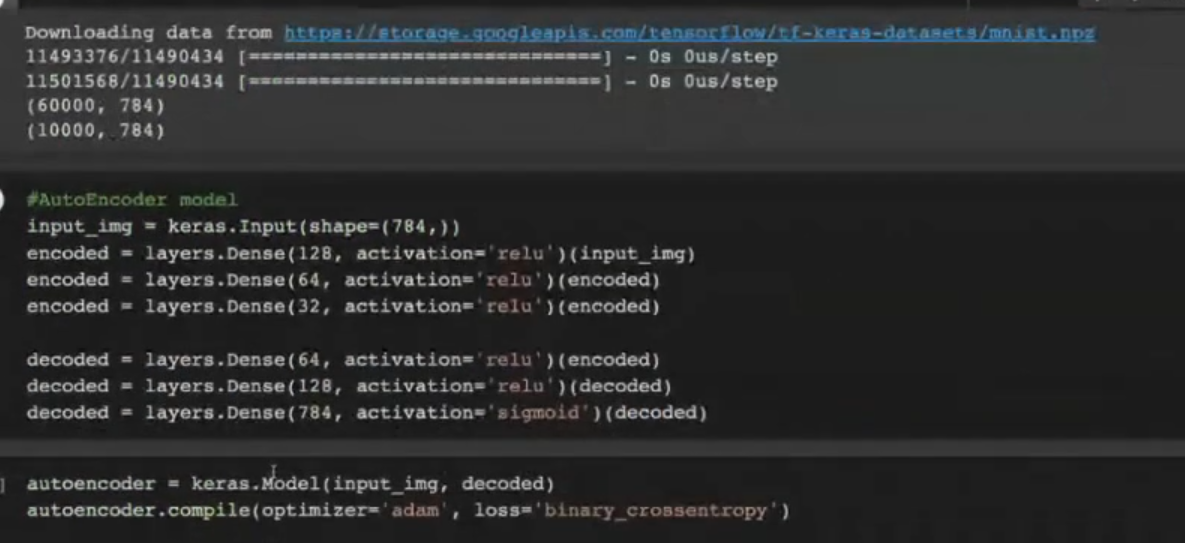 Downloading data from https://storage.googleapis.com/tensorflow/tf-keras-datasets/mnist.npz
11493376/11490434 [==============================] - 0s 0us/step
11501568/11490434 [==============================] - 0s 0us/step
(60000, 784)
(10000, 784)
#AutoEncoder model
input_img = keras.Input(shape=(784,))
encoded = layers.Dense(128, activation='relu')(input_img)
encoded = layers.Dense(64, activation='relu')(encoded)
encoded = layers.Dense(32, activation='relu')(encoded)
decoded = layers.Dense(64, activation='relu')(encoded)
decoded = layers.Dense(128, activation='relu')(decoded)
decoded = layers.Dense(784, activation='sigmoid')(decoded)
] autoencoder = keras.Model(input_img, decoded)
autoencoder.compile(optimizer='adam', loss='binary_crossentropy')